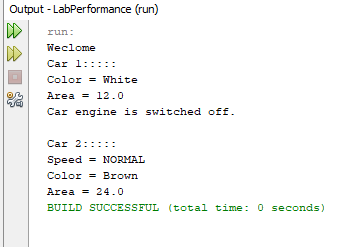 Output - LabPerformance (run)
run:
Weclome
Car 1:::::
Color = White
Area = 12.0
Car engine is switched off.
Car 2:::::
Speed = NORMAL
Color = Brown
Area = 24.0
BUILD SUCCESSFUL (total time: 0 seconds)